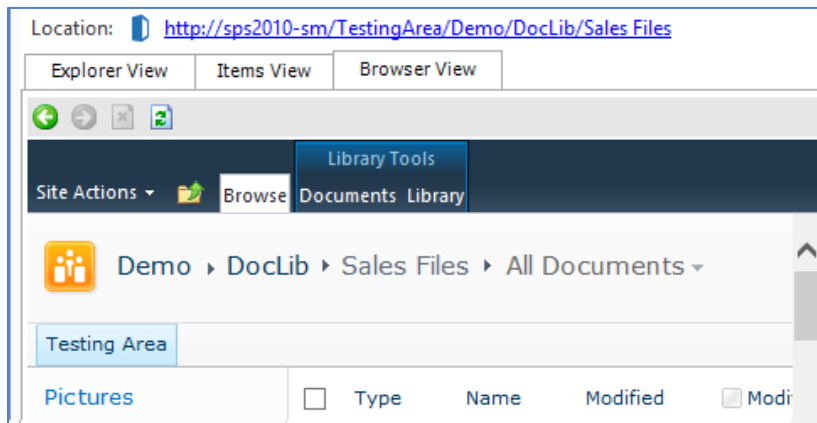 Location: http://sps2010-sm/TestingArea/Demo/DocLib/Sales Files
Explorer View Items View Browser View
Library Tools
Site Actions Browse Documents Library
Demo DocLib Sales Files All Documents
Testing Area
Pictures Type Name Modified Modi